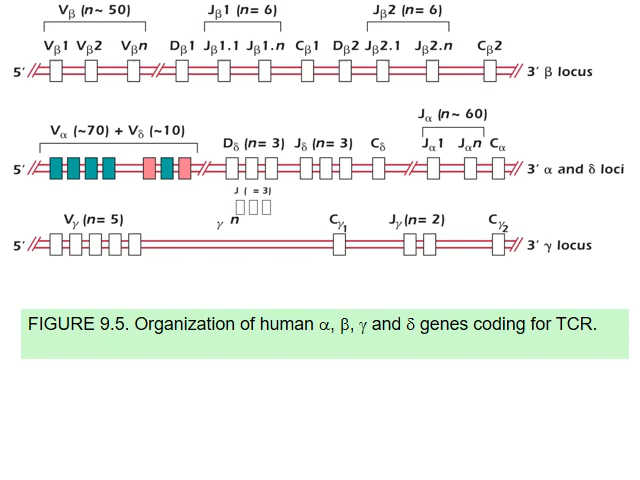 Vβ (n~ 50) Jβ1 (n= 6) Jβ2 (n= 6)
Vβ1 Vβ2 Vβn Dβ1 Jβ1.1 Jβ1.n Cβ1 Dβ2 Jβ2.1 Jβ2.n Cβ2
5′ 3′ β locus
Jα (n~ 60)
Vα (~70) + Vδ (~10) Dδ (n= 3) Jδ (n= 3) Cδ Jα1 Jαn Cα
5′ 3′ α and δ loci
J ( = 3)
γ n
Vγ (n= 5) Cγ1 Jγ (n= 2) Cγ2
5′ 3′ γ locus
FIGURE 9.5. Organization of human α, β, γ and δ genes coding for TCR.